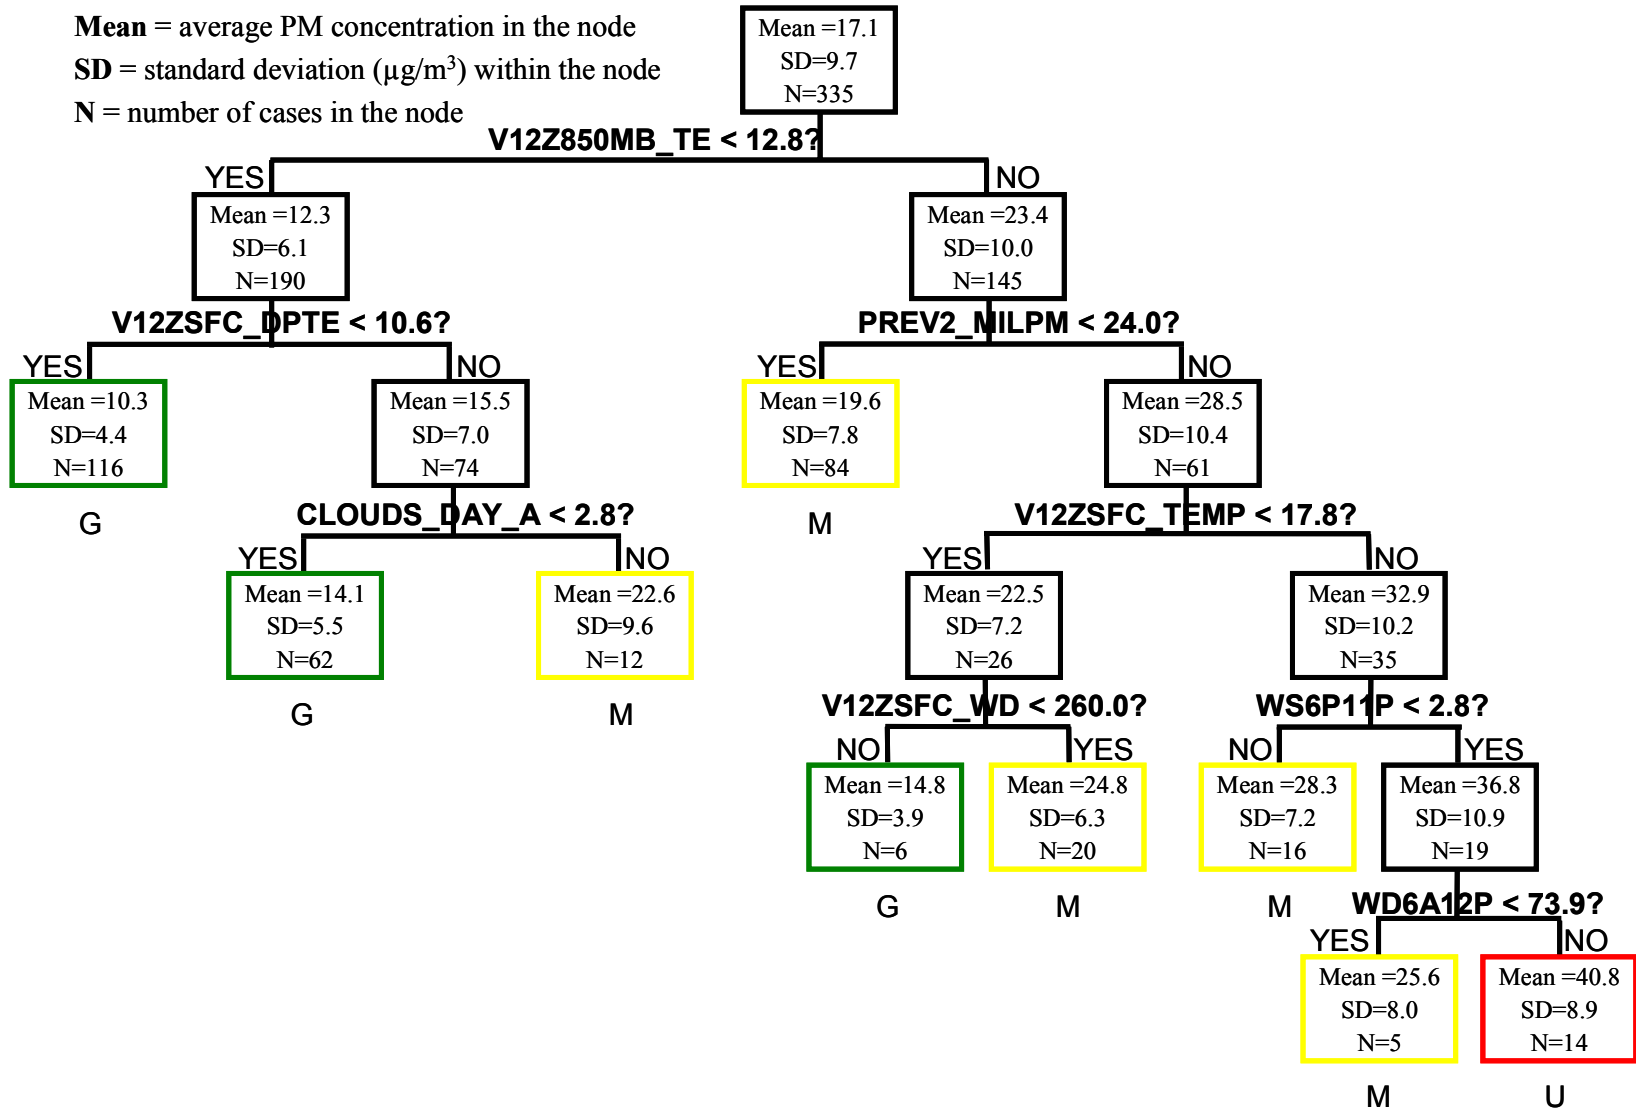 Mean = average PM concentration in the node
SD = standard deviation (µg/m³) within the node
N = number of cases in the node
Mean =17.1
SD=9.7
N=335
V12Z850MB_TE < 12.8?
YES
NO
Mean =12.3
SD=6.1
N=190
Mean =23.4
SD=10.0
N=145
V12ZSFC_DPTE < 10.6?
PREV2_MILPM < 24.0?
YES
NO
YES
NO
Mean =10.3
SD=4.4
N=116
G
Mean =15.5
SD=7.0
N=74
Mean =19.6
SD=7.8
N=84
M
Mean =28.5
SD=10.4
N=61
CLOUDS_DAY_A < 2.8?
V12ZSFC_TEMP < 17.8?
YES
NO
YES
NO
Mean =14.1
SD=5.5
N=62
G
Mean =22.6
SD=9.6
N=12
M
Mean =22.5
SD=7.2
N=26
Mean =32.9
SD=10.2
N=35
V12ZSFC_WD < 260.0?
WS6P11P < 2.8?
NO
YES
NO
YES
Mean =14.8
SD=3.9
N=6
G
Mean =24.8
SD=6.3
N=20
M
Mean =28.3
SD=7.2
N=16
M
Mean =36.8
SD=10.9
N=19
WD6A12P < 73.9?
YES
NO
Mean =25.6
SD=8.0
N=5
M
Mean =40.8
SD=8.9
N=14
U